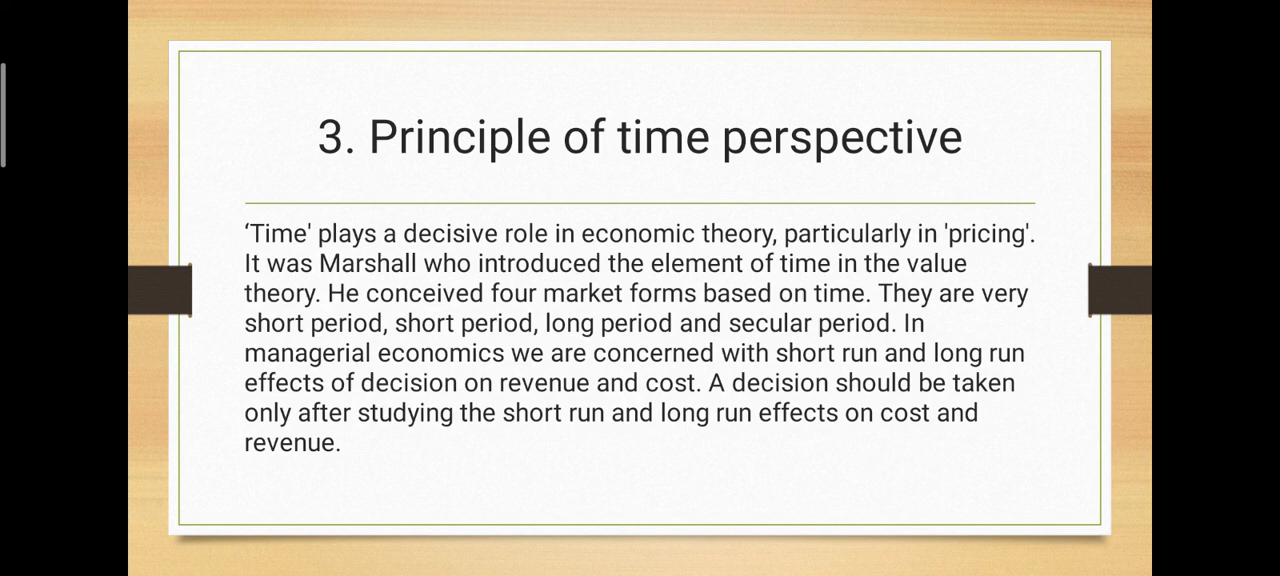 3. Principle of time perspective
‘Time' plays a decisive role in economic theory, particularly in 'pricing'.
It was Marshall who introduced the element of time in the value
theory. He conceived four market forms based on time. They are very
short period, short period, long period and secular period. In
managerial economics we are concerned with short run and long run
effects of decision on revenue and cost. A decision should be taken
only after studying the short run and long run effects on cost and
revenue.